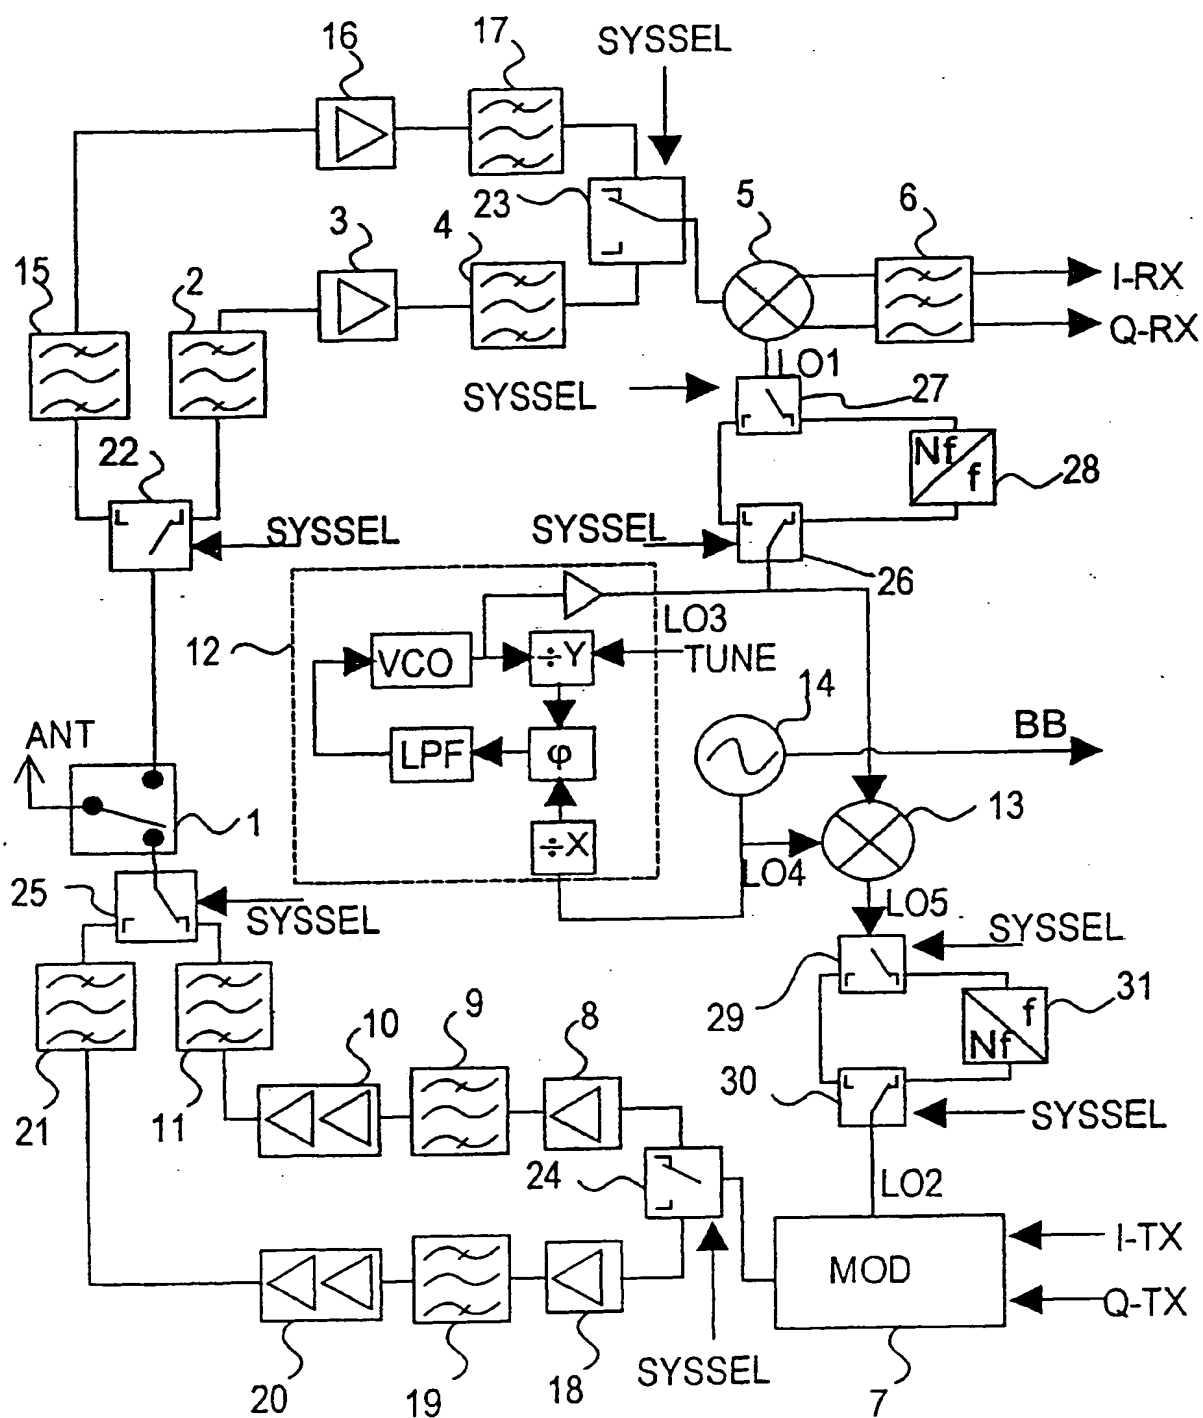 16
17
SYSSEL
23
5
6
3
4
15
2
I-RX
Q-RX
LO1
SYSSEL
27
22
Nf
f
28
SYSSEL
SYSSEL
26
12
LO3
VCO
÷Y
TUNE
14
ANT
LPF
φ
BB
1
÷X
LO4
13
25
SYSSEL
LO5
SYSSEL
29
f
Nf
31
10
9
8
21
11
30
SYSSEL
24
LO2
MOD
I-TX
Q-TX
SYSSEL
20
19
18
7